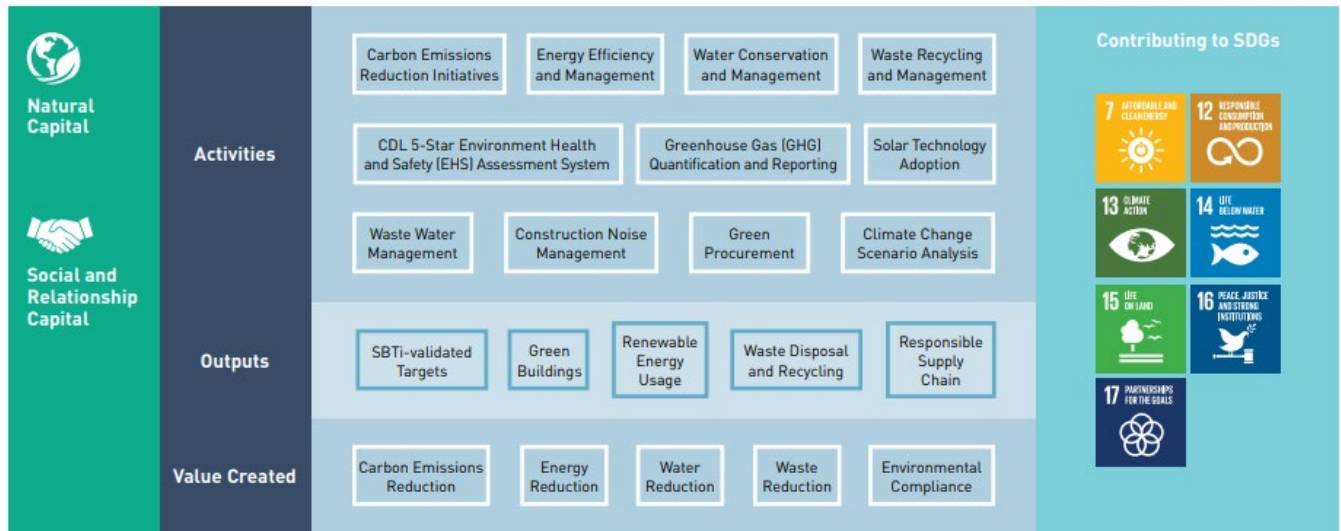 Natural
Capital
Social and
Relationship
Capital
Activities
Carbon Emissions
Reduction Initiatives
Energy Efficiency
and Management
Water Conservation
and Management
Waste Recycling
and Management
CDL 5-Star Environment Health
and Safety (EHS) Assessment System
Greenhouse Gas (GHG)
Quantification and Reporting
Solar Technology
Adoption
Waste Water
Management
Construction Noise
Management
Green
Procurement
Climate Change
Scenario Analysis
Outputs
SBTi-validated
Targets
Green
Buildings
Renewable
Energy
Usage
Waste Disposal
and Recycling
Responsible
Supply
Chain
Value Created
Carbon Emissions
Reduction
Energy
Reduction
Water
Reduction
Waste
Reduction
Environmental
Compliance
Contributing to SDGs
7 AFFORDABLE AND
CLEAN ENERGY
12 RESPONSIBLE
CONSUMPTION
AND PRODUCTION
13 CLIMATE
ACTION
14 LIFE
BELOW WATER
15 LIFE
ON LAND
16 PEACE, JUSTICE
AND STRONG
INSTITUTIONS
17 PARTNERSHIPS
FOR THE GOALS